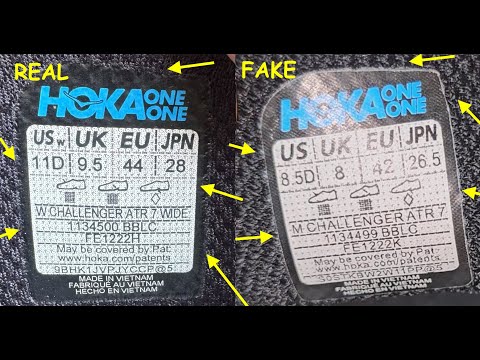 REAL
HOKA ONE ONE
USw UK EU JPN
11D 9.5 44 28
W CHALLENGER ATR 7 WIDE
1134500 BBLC
FE1222H
May be covered by Pat:
www.hoka.com/patents
9BHK1JVPJYCCP@5
MADE IN VIETNAM
FABRIQUÉ AU VIETNAM
HECHO EN VIETNAM
FAKE
HOKA ONE ONE
US UK EU JPN
8.5D 8 42 26.5
M CHALLENGER ATR 7
1134499 BBLC
FE1222K
May be covered by Pat:
www.hoka.com/patents
MADE IN VIETNAM
FABRIQUÉ AU VIETNAM
HECHO EN VIETNAM